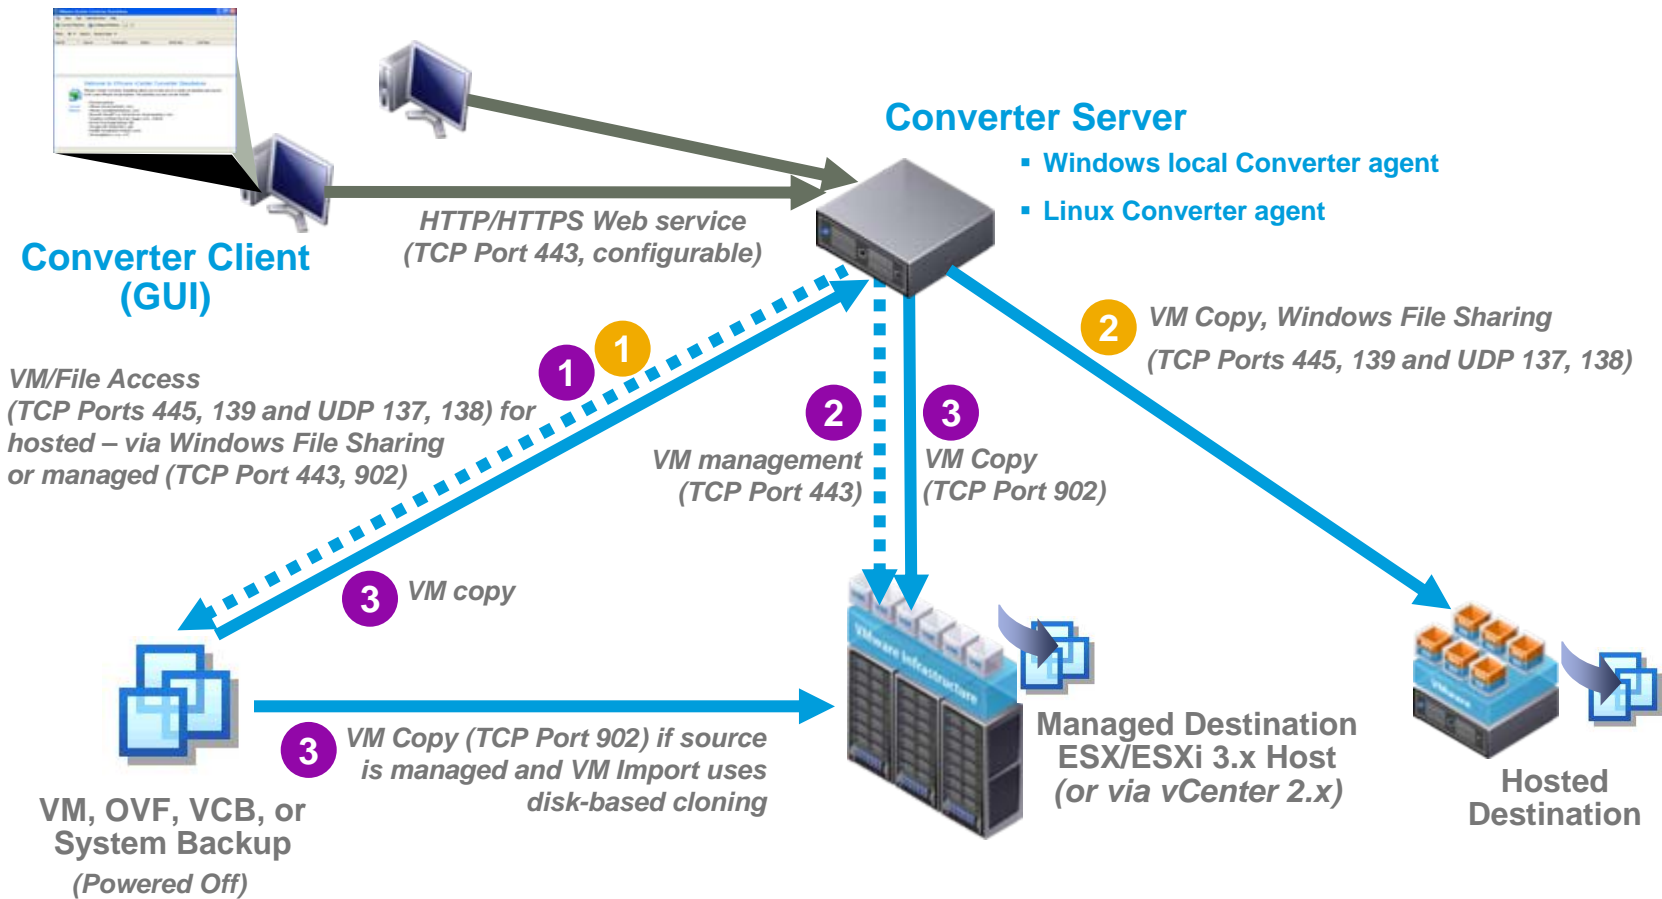 Converter Server
▪ Windows local Converter agent
▪ Linux Converter agent
HTTP/HTTPS Web service
(TCP Port 443, configurable)
Converter Client
(GUI)
1
1
2
VM Copy, Windows File Sharing
(TCP Ports 445, 139 and UDP 137, 138)
VM/File Access
(TCP Ports 445, 139 and UDP 137, 138) for
hosted – via Windows File Sharing
or managed (TCP Port 443, 902)
2
VM management
(TCP Port 443)
3
VM Copy
(TCP Port 902)
3
VM copy
VMware Infrastructure
VMware
3
VM Copy (TCP Port 902) if source
is managed and VM Import uses
disk-based cloning
VM, OVF, VCB, or
System Backup
(Powered Off)
Managed Destination
ESX/ESXi 3.x Host
(or via vCenter 2.x)
Hosted
Destination